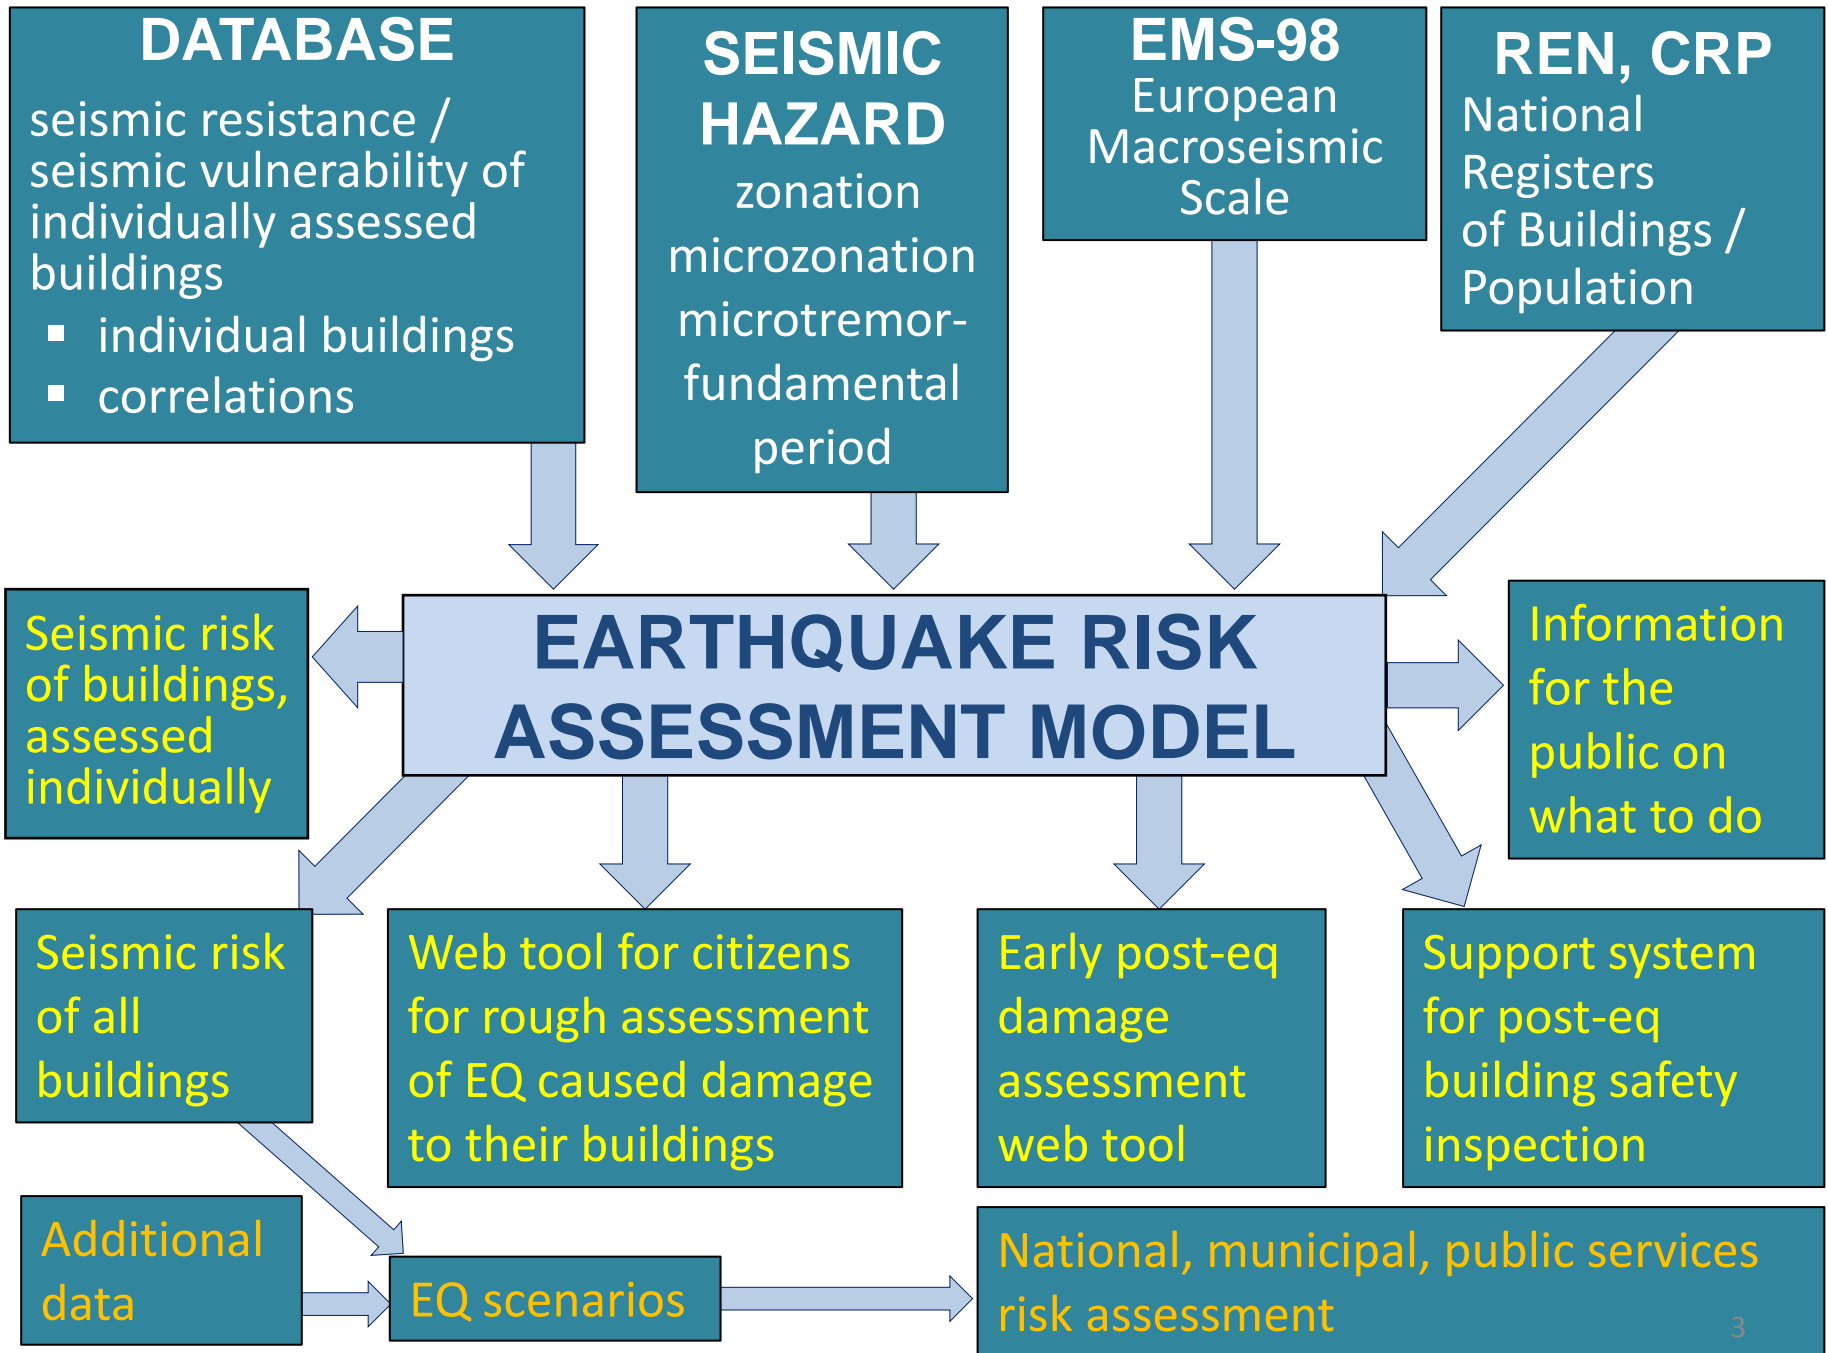 DATABASE
seismic resistance /
seismic vulnerability of
individually assessed
buildings
▪ individual buildings
▪ correlations
SEISMIC
HAZARD
zonation
microzonation
microtremor-
fundamental
period
EMS-98
European
Macroseismic
Scale
REN, CRP
National
Registers
of Buildings /
Population
EARTHQUAKE RISK
ASSESSMENT MODEL
Seismic risk
of buildings,
assessed
individually
Information
for the
public on
what to do
Seismic risk
of all
buildings
Web tool for citizens
for rough assessment
of EQ caused damage
to their buildings
Early post-eq
damage
assessment
web tool
Support system
for post-eq
building safety
inspection
Additional
data
EQ scenarios
National, municipal, public services
risk assessment
3